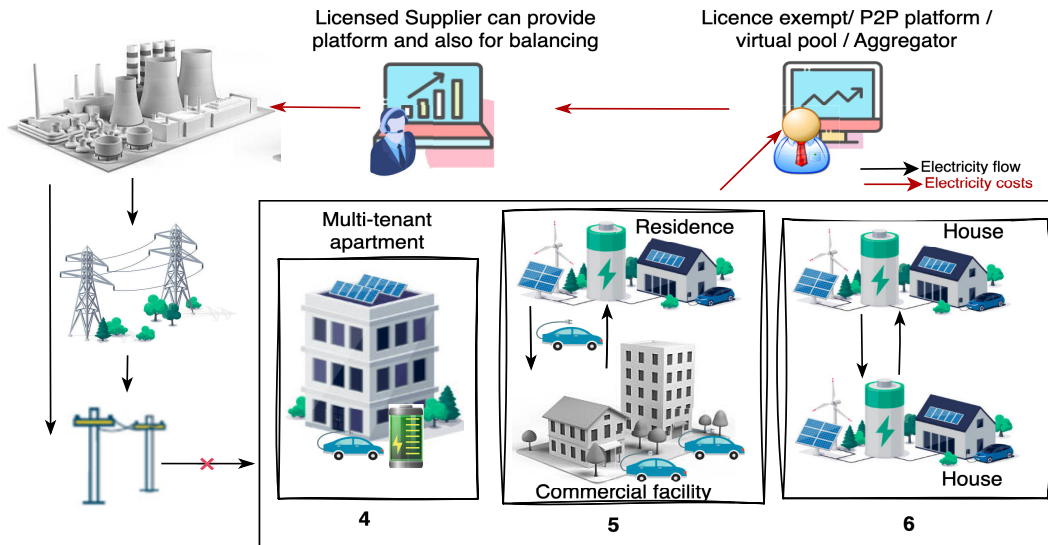 Licensed Supplier can provide
platform and also for balancing
Licence exempt/ P2P platform /
virtual pool / Aggregator
Electricity flow
Electricity costs
Multi-tenant
apartment
Residence
House
Commercial facility
House
4
5
6